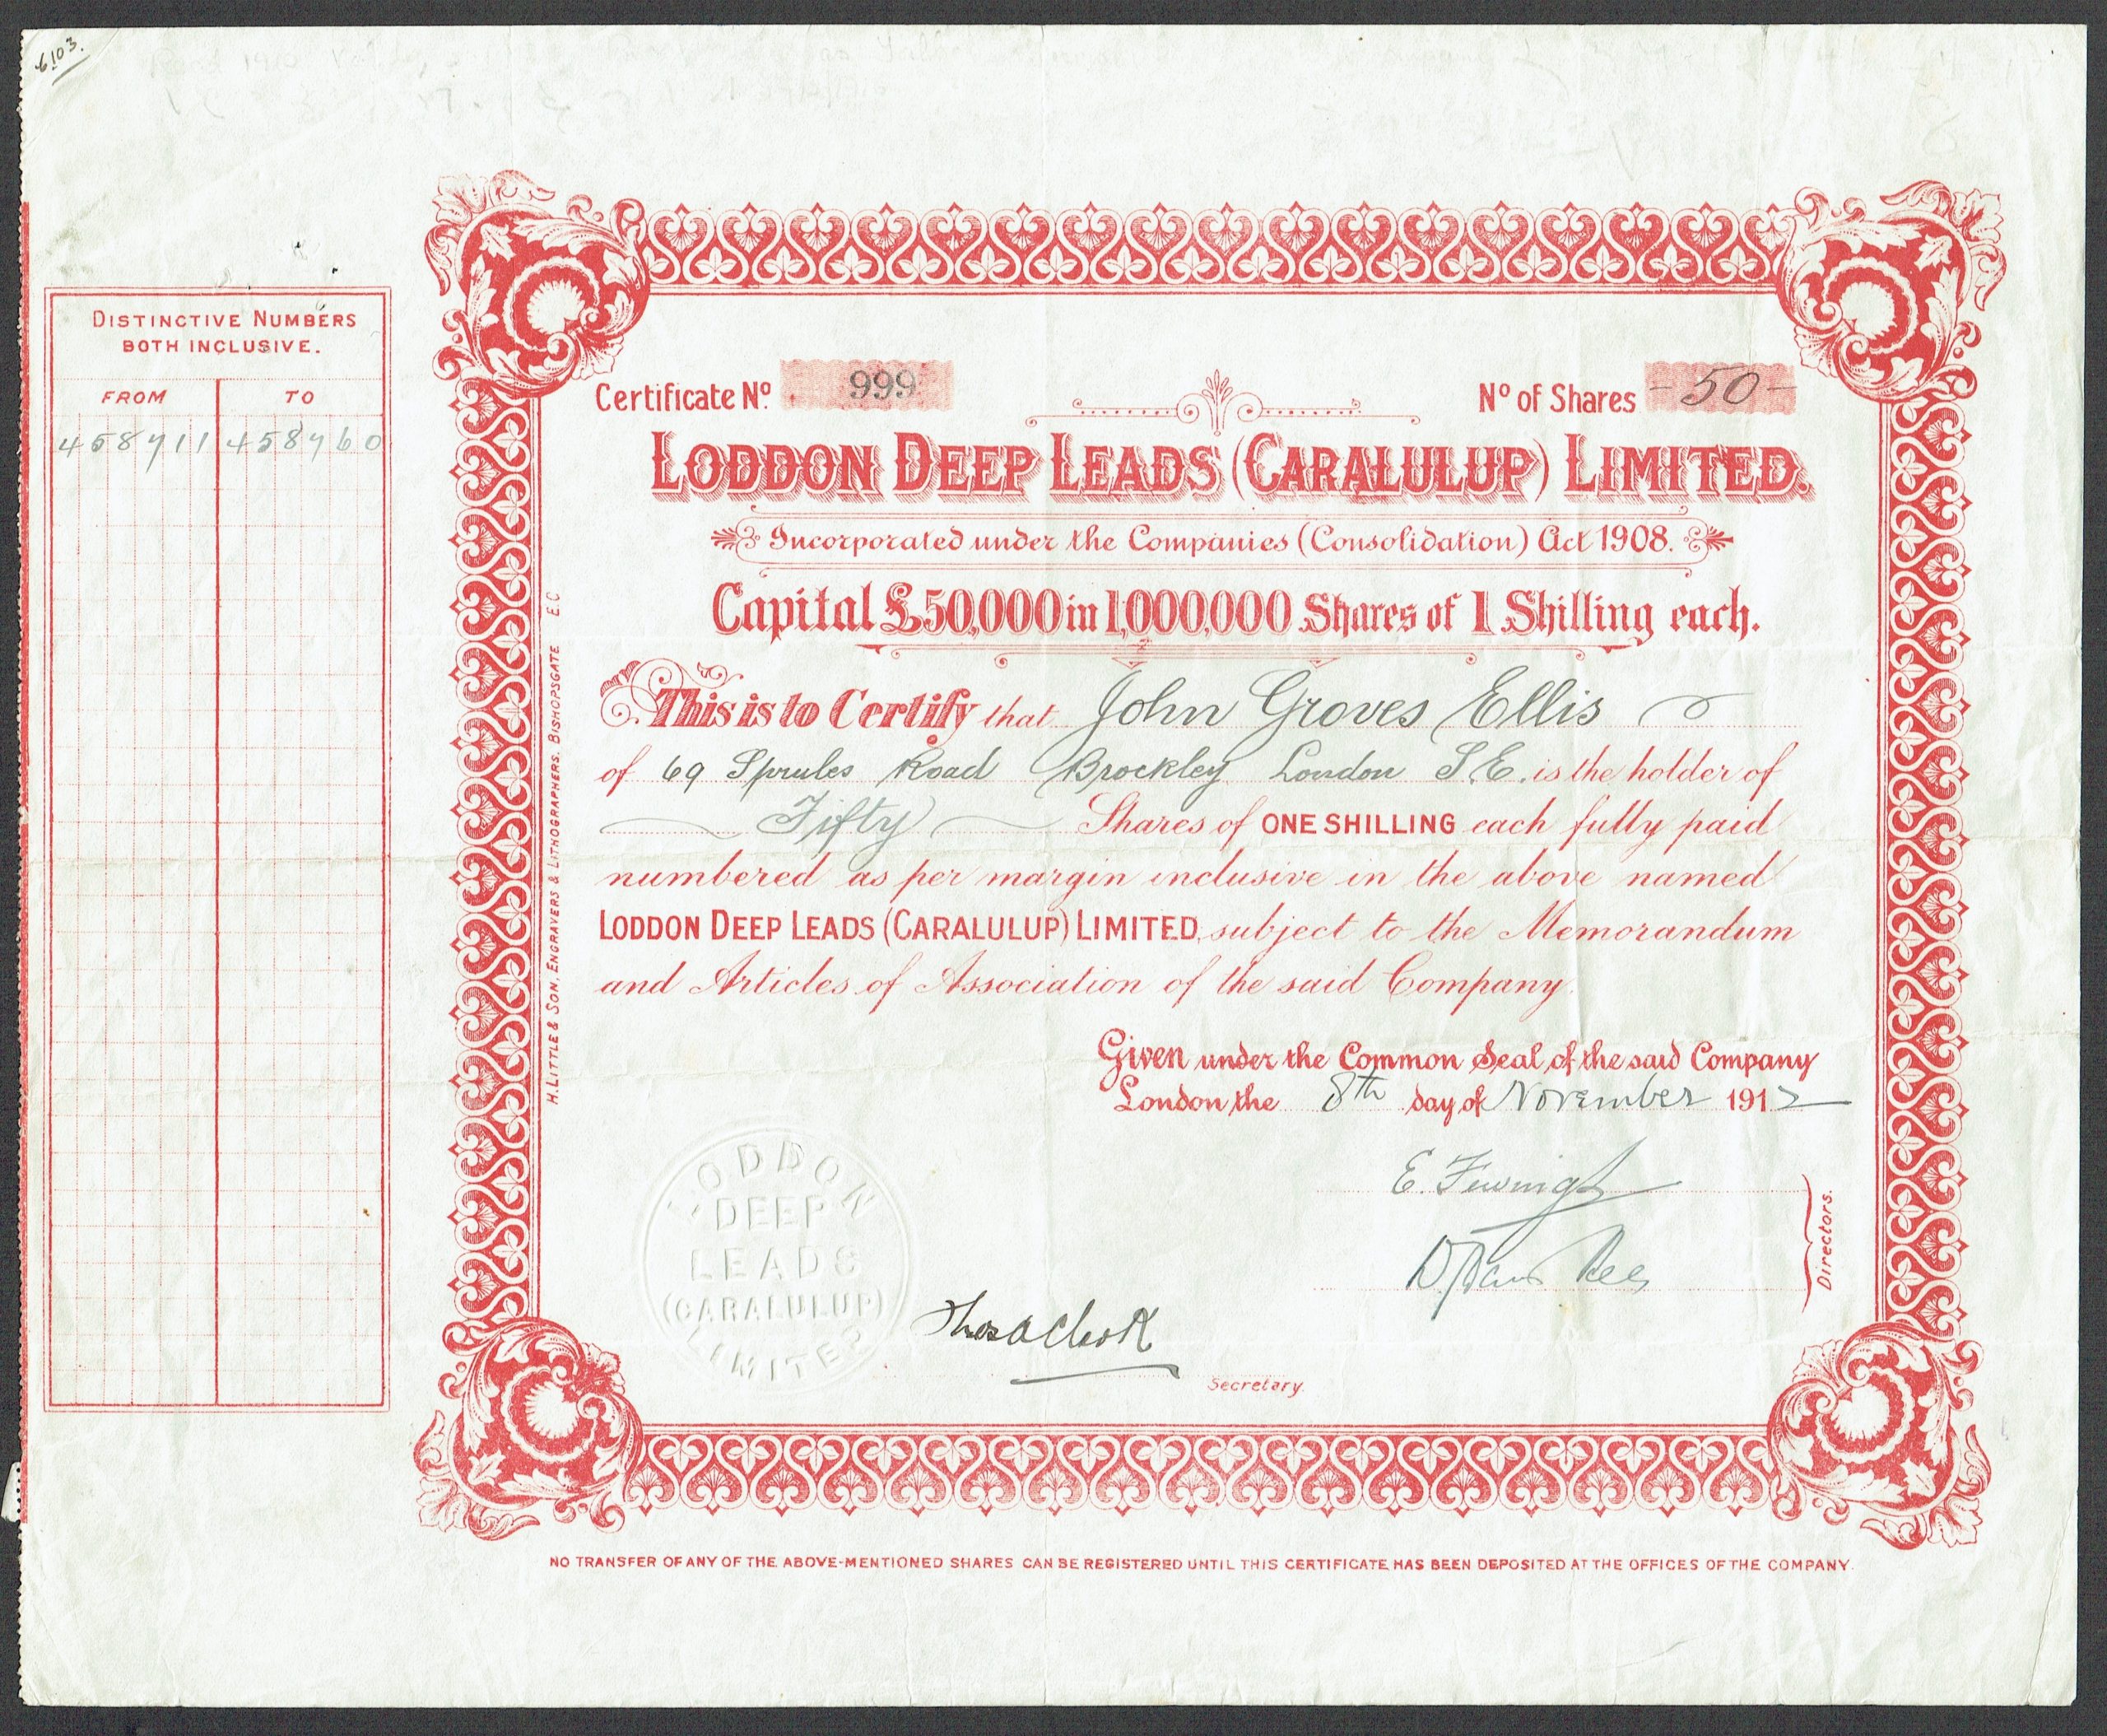 6103.
DISTINCTIVE NUMBERS
BOTH INCLUSIVE.
FROM TO
458711 458760
Certificate No. 999
No of Shares -50-
LODDON DEEP LEADS (CARALULUP) LIMITED.
Incorporated under the Companies (Consolidation) Act 1908.
Capital £50,000 in 1,000,000 Shares of 1 Shilling each.
This is to Certify that John Groves Ellis
of 69 Sprules Road Brockley London S.E. is the holder of
Fifty Shares of ONE SHILLING each fully paid
numbered as per margin inclusive in the above named
LODDON DEEP LEADS (CARALULUP) LIMITED, subject to the Memorandum
and Articles of Association of the said Company.
Given under the Common Seal of the said Company
London the 8th day of November 1912
E.
Rees
Directors.
LODDON
DEEP
LEADS
(CARALULUP)
LIMITED
Secretary.
H. LITTLE & SON, ENGRAVERS & LITHOGRAPHERS. BISHOPSGATE E.C
NO TRANSFER OF ANY OF THE ABOVE-MENTIONED SHARES CAN BE REGISTERED UNTIL THIS CERTIFICATE HAS BEEN DEPOSITED AT THE OFFICES OF THE COMPANY.